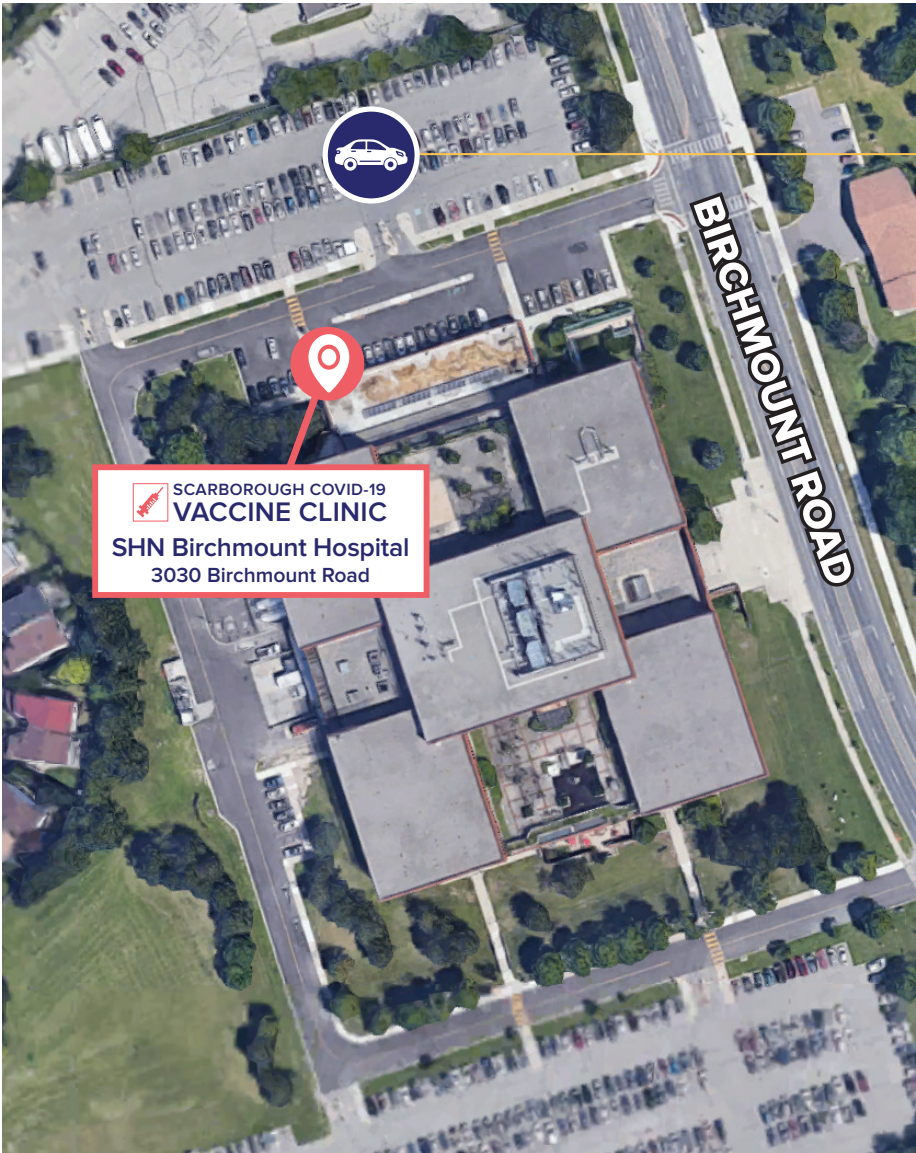 BIRCHMOUNT ROAD
SCARBOROUGH COVID-19
VACCINE CLINIC
SHN Birchmount Hospital
3030 Birchmount Road